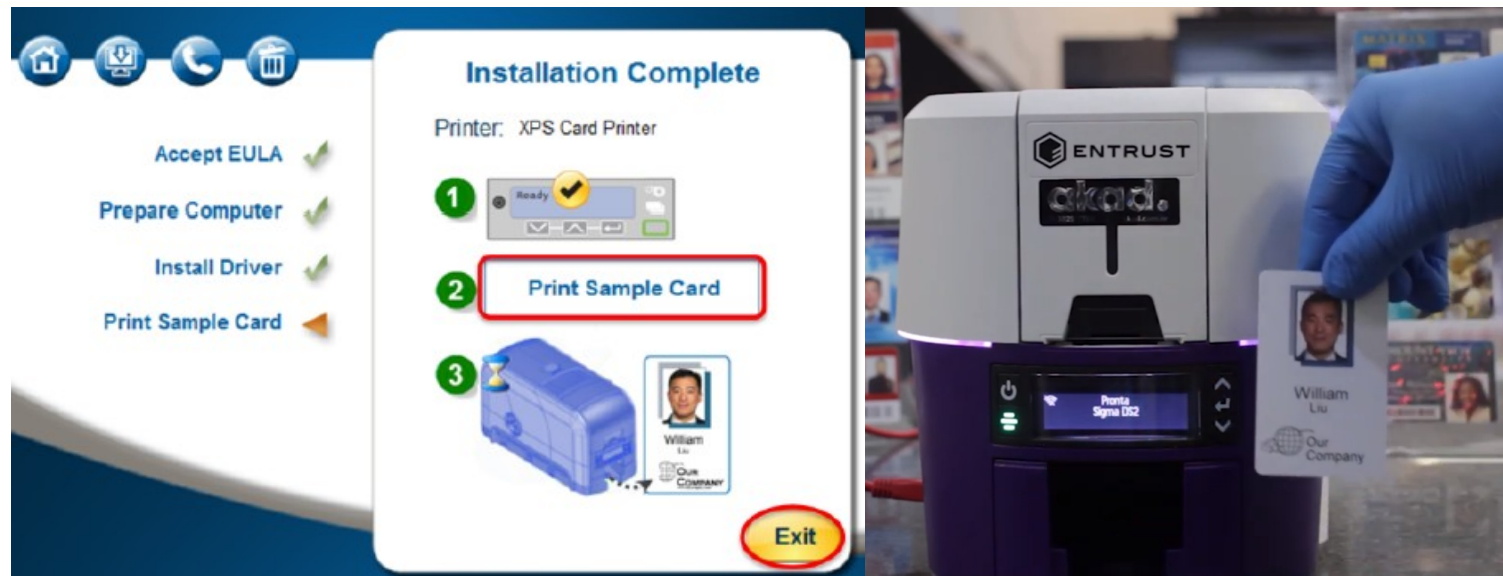 Installation Complete
Printer: XPS Card Printer
Accept EULA
Prepare Computer
Install Driver
Print Sample Card
1
Ready
2
Print Sample Card
3
William
Liu
OUR
COMPANY
Exit
ENTRUST
akad.
Pronta
Sigma DS2
William
Liu
Our
Company